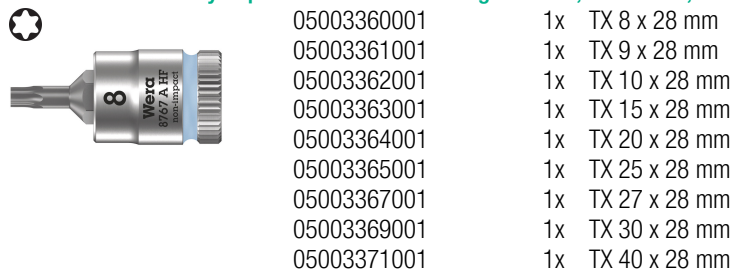 05003360001 1x TX 8 x 28 mm
05003361001 1x TX 9 x 28 mm
05003362001 1x TX 10 x 28 mm
05003363001 1x TX 15 x 28 mm
05003364001 1x TX 20 x 28 mm
05003365001 1x TX 25 x 28 mm
05003367001 1x TX 27 x 28 mm
05003369001 1x TX 30 x 28 mm
05003371001 1x TX 40 x 28 mm
8
Wera
8767 A HF
non-impact